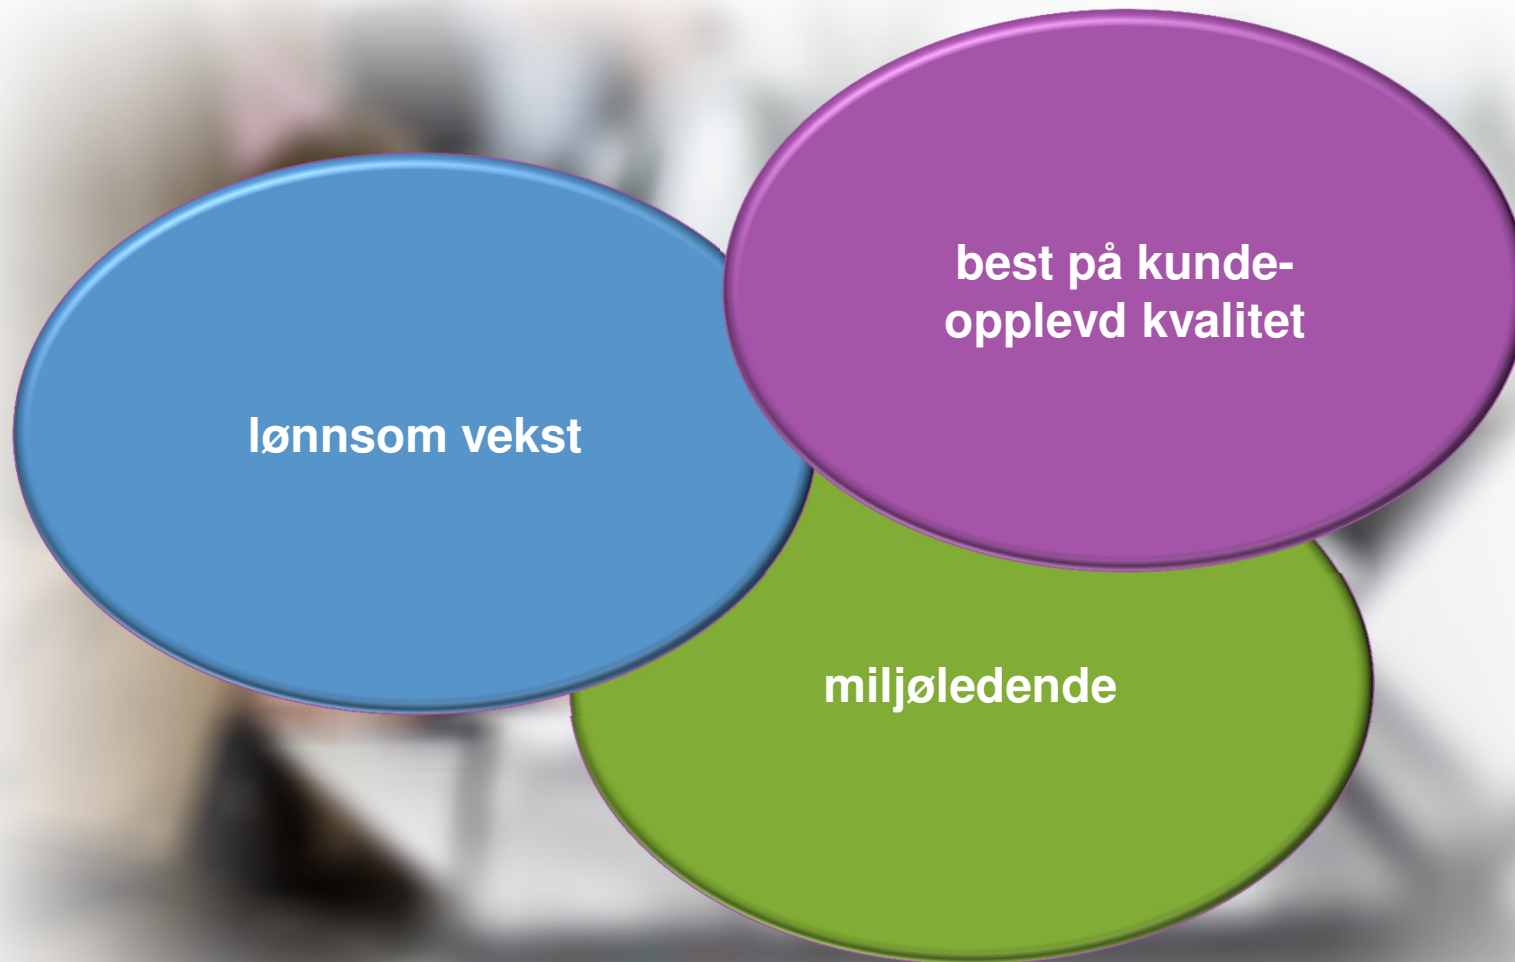 best på kunde-
opplevd kvalitet
lønnsom vekst
miljøledende